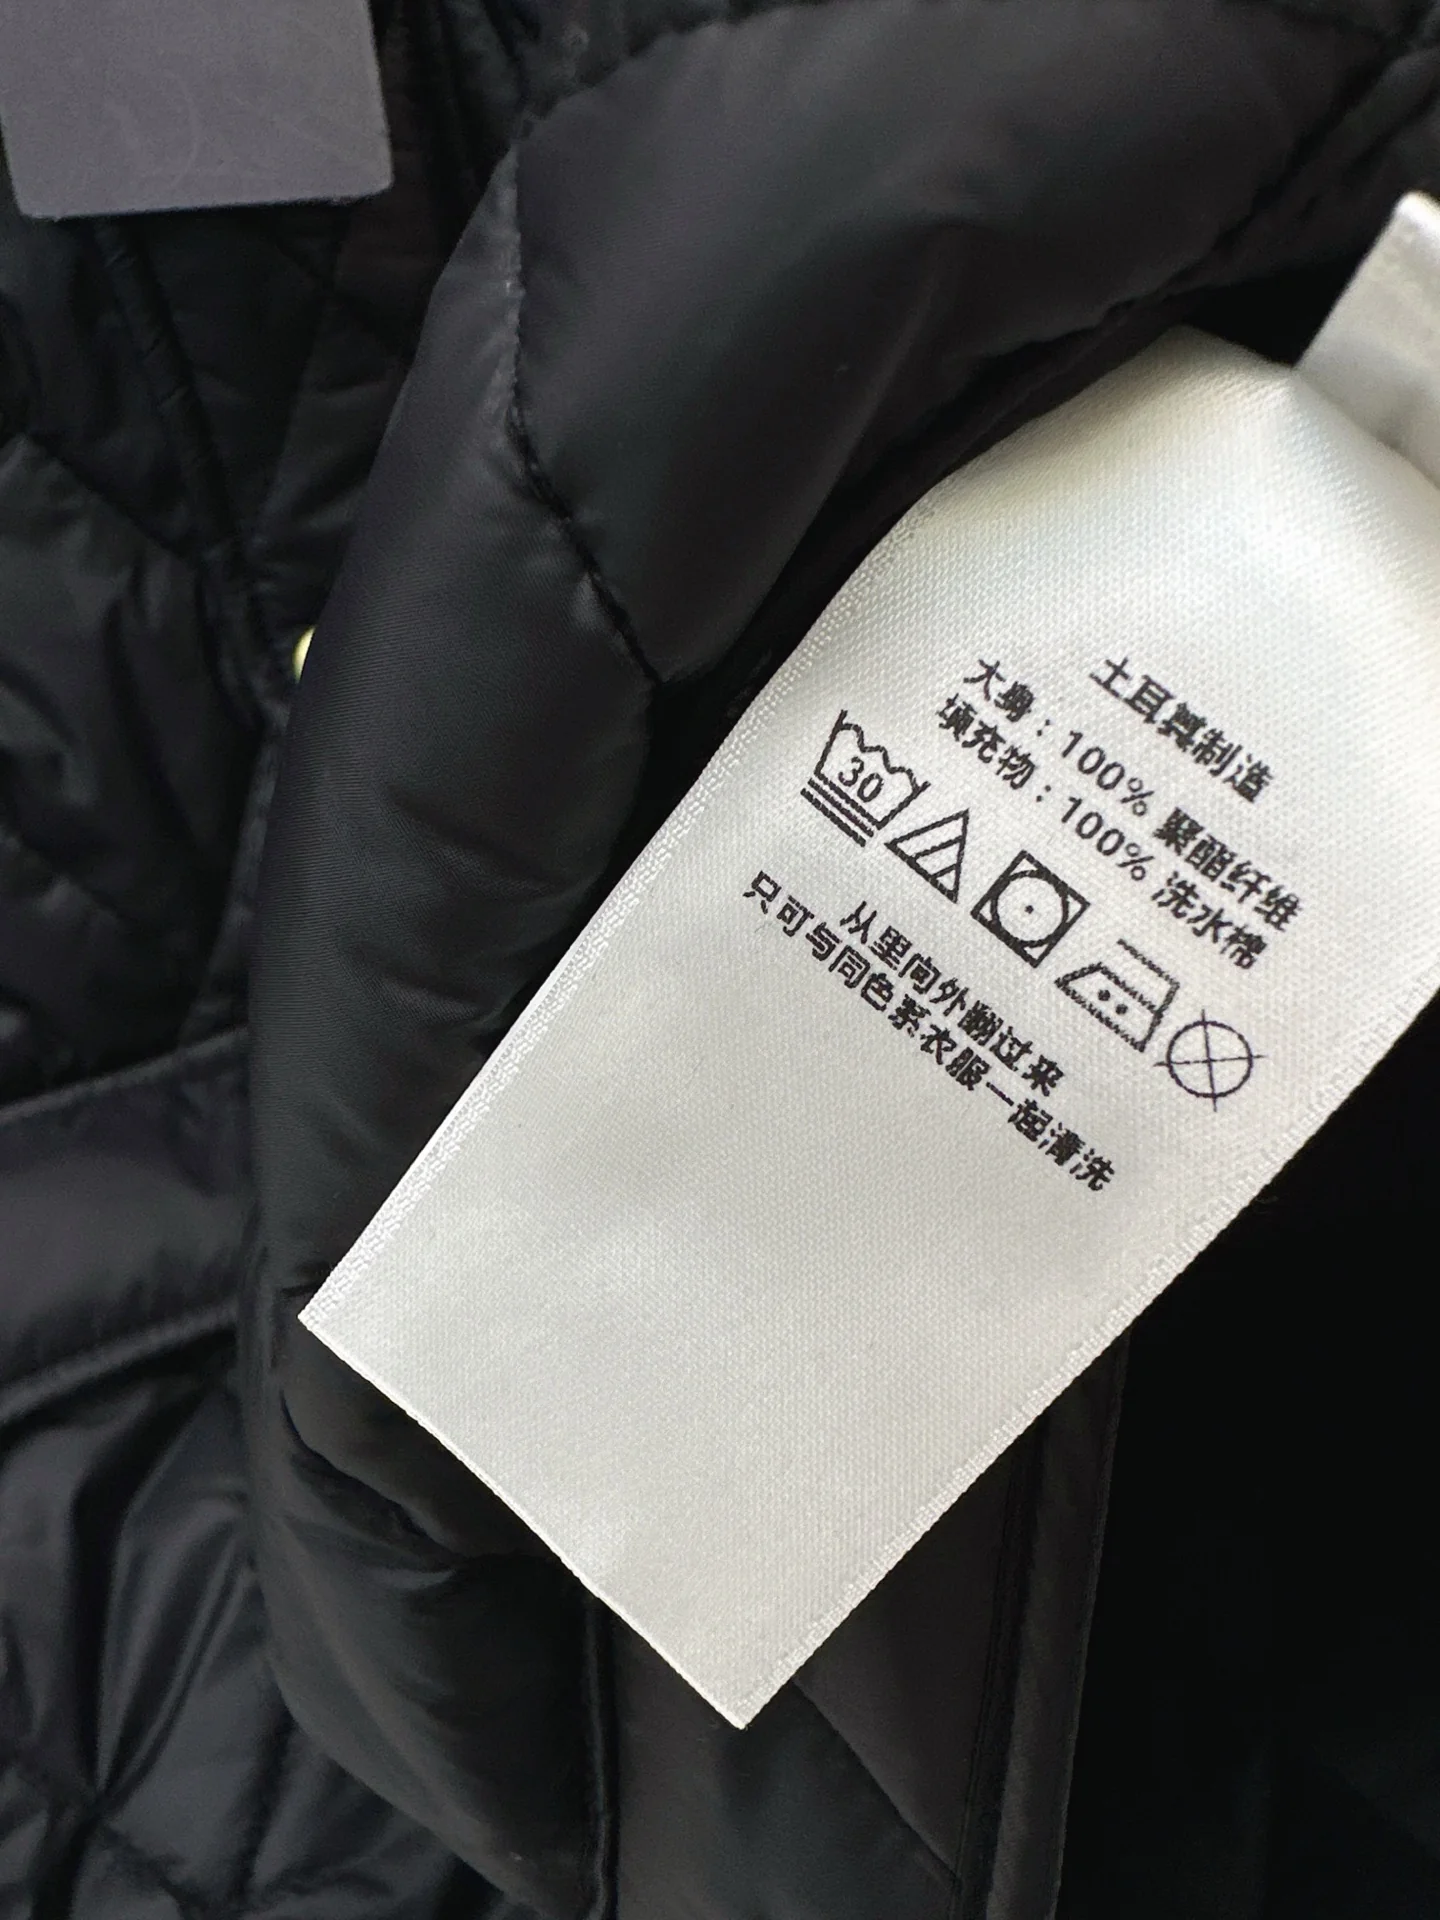 土耳其制造
大身：100% 聚酯纤维
填充物：100% 洗水棉
30
从里向外翻过来
只可与同色系衣服一起清洗